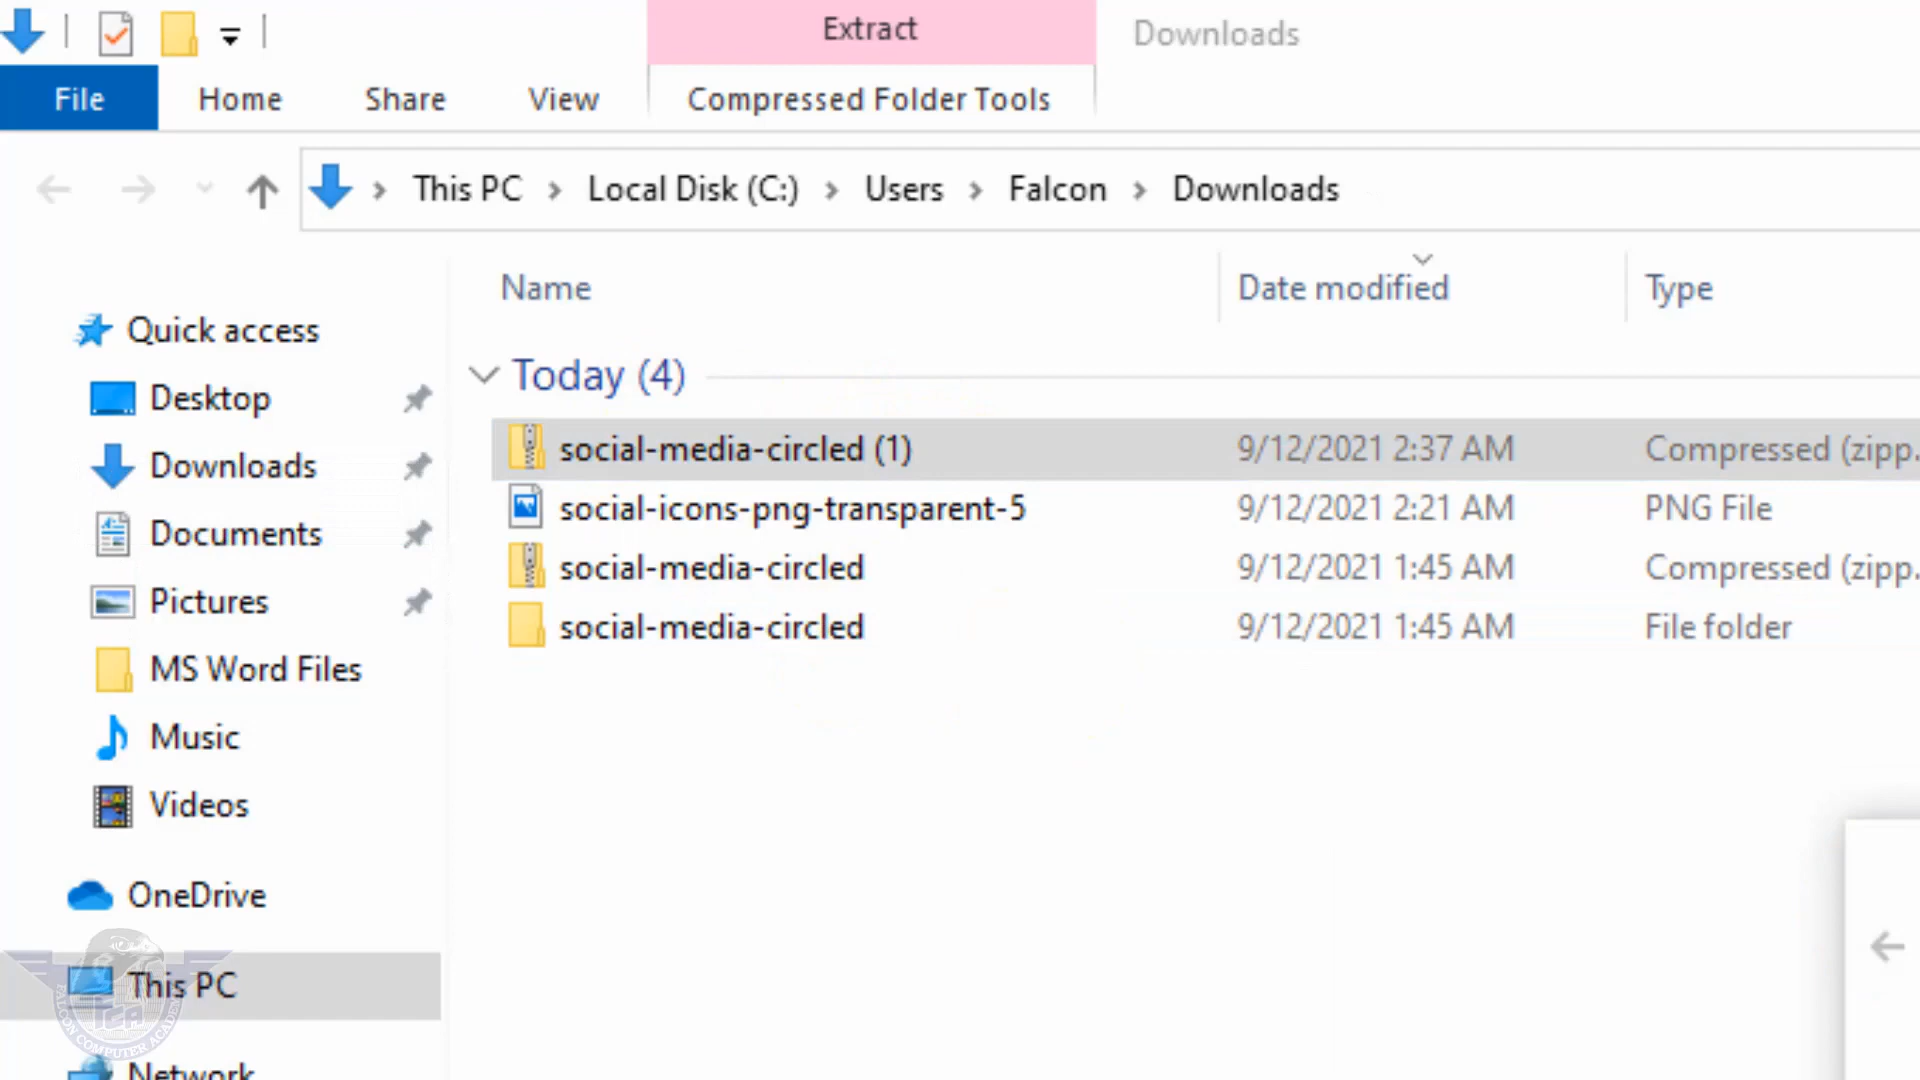 Extract
Downloads
File
Home
Share
View
Compressed Folder Tools
This PC
Local Disk (C:)
Users
Falcon
Downloads
Name
Date modified
Type
Quick access
Desktop
Downloads
Documents
Pictures
MS Word Files
Music
Videos
OneDrive
This PC
Network
Today (4)
social-media-circled (1) 9/12/2021 2:37 AM Compressed (zipp...
social-icons-png-transparent-5 9/12/2021 2:21 AM PNG File
social-media-circled 9/12/2021 1:45 AM Compressed (zipp...
social-media-circled 9/12/2021 1:45 AM File folder
FALCON COMPUTER ACADEMY
FCA